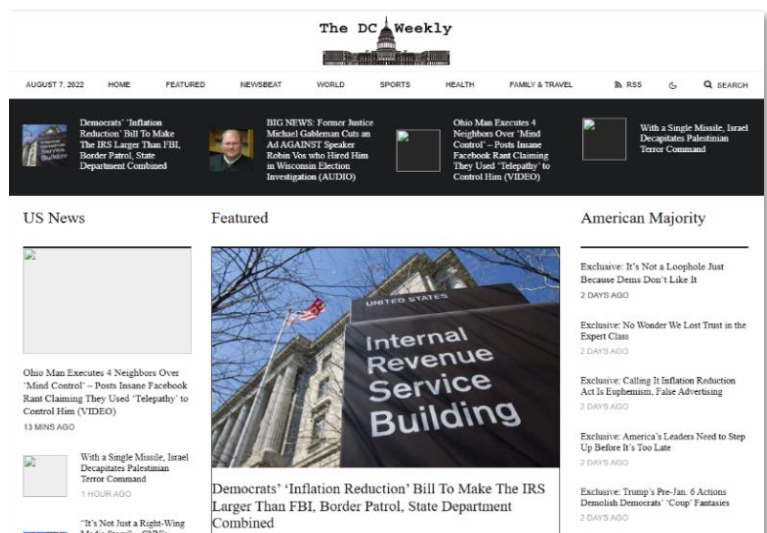 The DC Weekly
AUGUST 7, 2022 HOME FEATURED NEWSBEAT WORLD SPORTS HEALTH FAMILY & TRAVEL RSS SEARCH
Democrats' 'Inflation
Reduction' Bill To Make
The IRS Larger Than FBI,
Border Patrol, State
Department Combined
BIG NEWS: Former Justice
Michael Gableman Cuts an
Ad AGAINST Speaker
Robin Vos who Hired Him
in Wisconsin Election
Investigation (AUDIO)
Ohio Man Executes 4
Neighbors Over 'Mind
Control' – Posts Insane
Facebook Rant Claiming
They Used 'Telepathy' to
Control Him (VIDEO)
With a Single Missile, Israel
Decapitates Palestinian
Terror Command
US News
Ohio Man Executes 4 Neighbors Over
'Mind Control' – Posts Insane Facebook
Rant Claiming They Used 'Telepathy' to
Control Him (VIDEO)
13 MINS AGO
With a Single Missile, Israel
Decapitates Palestinian
Terror Command
1 HOUR AGO
"It's Not Just a Right-Wing
Featured
UNITED STATES
Internal
Revenue
Service
Building
Democrats' 'Inflation Reduction' Bill To Make The IRS
Larger Than FBI, Border Patrol, State Department
Combined
American Majority
Exclusive: It's Not a Loophole Just
Because Dems Don't Like It
2 DAYS AGO
Exclusive: No Wonder We Lost Trust in the
Expert Class
2 DAYS AGO
Exclusive: Calling It Inflation Reduction
Act Is Euphemism, False Advertising
2 DAYS AGO
Exclusive: America's Leaders Need to Step
Up Before It's Too Late
2 DAYS AGO
Exclusive: Trump's Pre-Jan. 6 Actions
Demolish Democrats' 'Coup' Fantasies
2 DAYS AGO